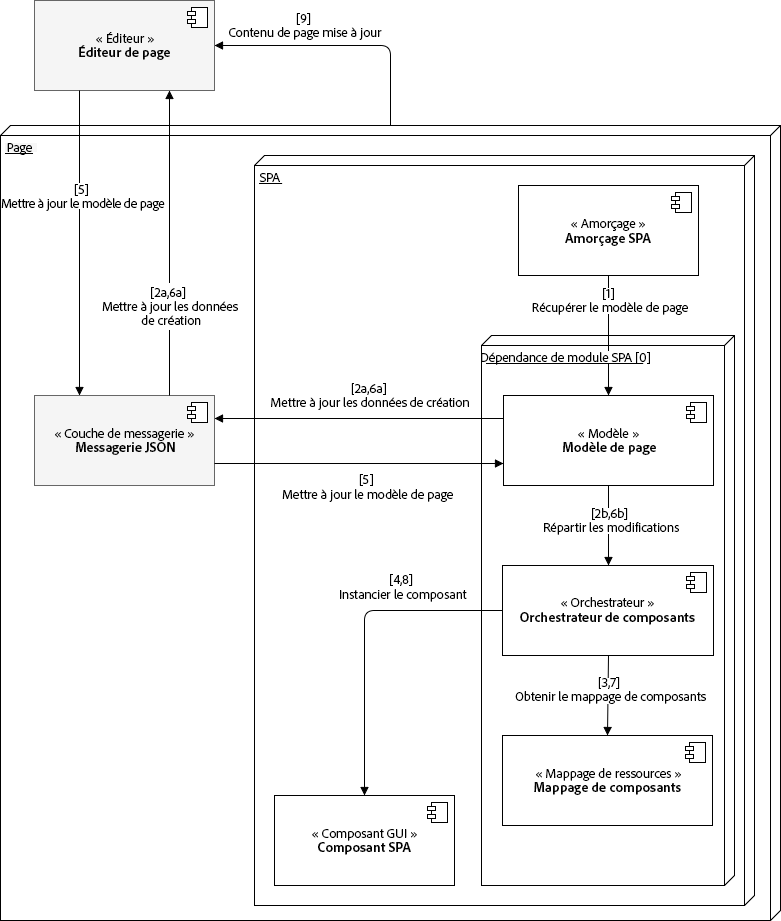 « Éditeur »
Éditeur de page
[9]
Contenu de page mise à jour
Page
SPA
[5]
Mettre à jour le modèle de page
« Amorçage »
Amorçage SPA
[2a,6a]
Mettre à jour les données
de création
[1]
Récupérer le modèle de page
Dépendance de module SPA [0]
[2a,6a]
Mettre à jour les données de création
« Couche de messagerie »
Messagerie JSON
« Modèle »
Modèle de page
[5]
Mettre à jour le modèle de page
[2b,6b]
Répartir les modifications
[4,8]
Instancier le composant
« Orchestrateur »
Orchestrateur de composants
[3,7]
Obtenir le mappage de composants
« Mappage de ressources »
Mappage de composants
« Composant GUI »
Composant SPA